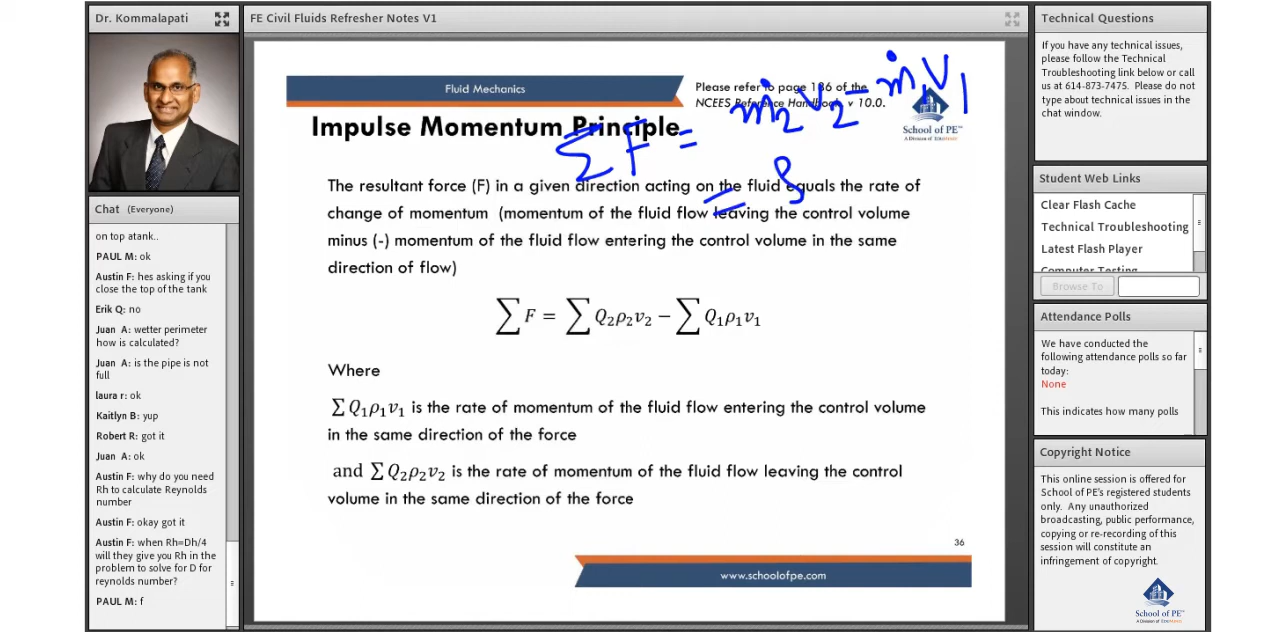 Dr. Kommalapati
FE Civil Fluids Refresher Notes V1
Technical Questions
Chat (Everyone)
on top atank..
PAUL M: ok
Austin F: hes asking if you
close the top of the tank
Erik Q: no
Juan A: wetter perimeter
how is calculated?
Juan A: is the pipe is not
full
laura r: ok
Kaitlyn B: yup
Robert R: got it
Juan A: ok
Austin F: why do you need
Rh to calculate Reynolds
number
Austin F: okay got it
Austin F: when Rh=Dh/4
will they give you Rh in the
problem to solve for D for
reynolds number?
PAUL M: f
Fluid Mechanics
Please refer to page 186 of the
NCEES Reference Handbook, v 10.0.
School of PE™
Impulse Momentum Principle
∑ F = ṁ₂ V₂ − ṁ₁ V₁
= ρ
The resultant force (F) in a given direction acting on the fluid equals the rate of
change of momentum (momentum of the fluid flow leaving the control volume
minus (-) momentum of the fluid flow entering the control volume in the same
direction of flow)
∑ F = ∑ Q₂ρ₂v₂ − ∑ Q₁ρ₁v₁
Where
∑ Q₁ρ₁v₁ is the rate of momentum of the fluid flow entering the control volume
in the same direction of the force
and ∑ Q₂ρ₂v₂ is the rate of momentum of the fluid flow leaving the control
volume in the same direction of the force
36
www.schoolofpe.com
If you have any technical issues,
please follow the Technical
Troubleshooting link below or call
us at 614-873-7475. Please do not
type about technical issues in the
chat window.
Student Web Links
Clear Flash Cache
Technical Troubleshooting
Latest Flash Player
Computer Testing
Browse To
Attendance Polls
We have conducted the
following attendance polls so far
today:
None
This indicates how many polls
Copyright Notice
This online session is offered for
School of PE's registered students
only. Any unauthorized
broadcasting, public performance,
copying or re-recording of this
session will constitute an
infringement of copyright.
School of PE™